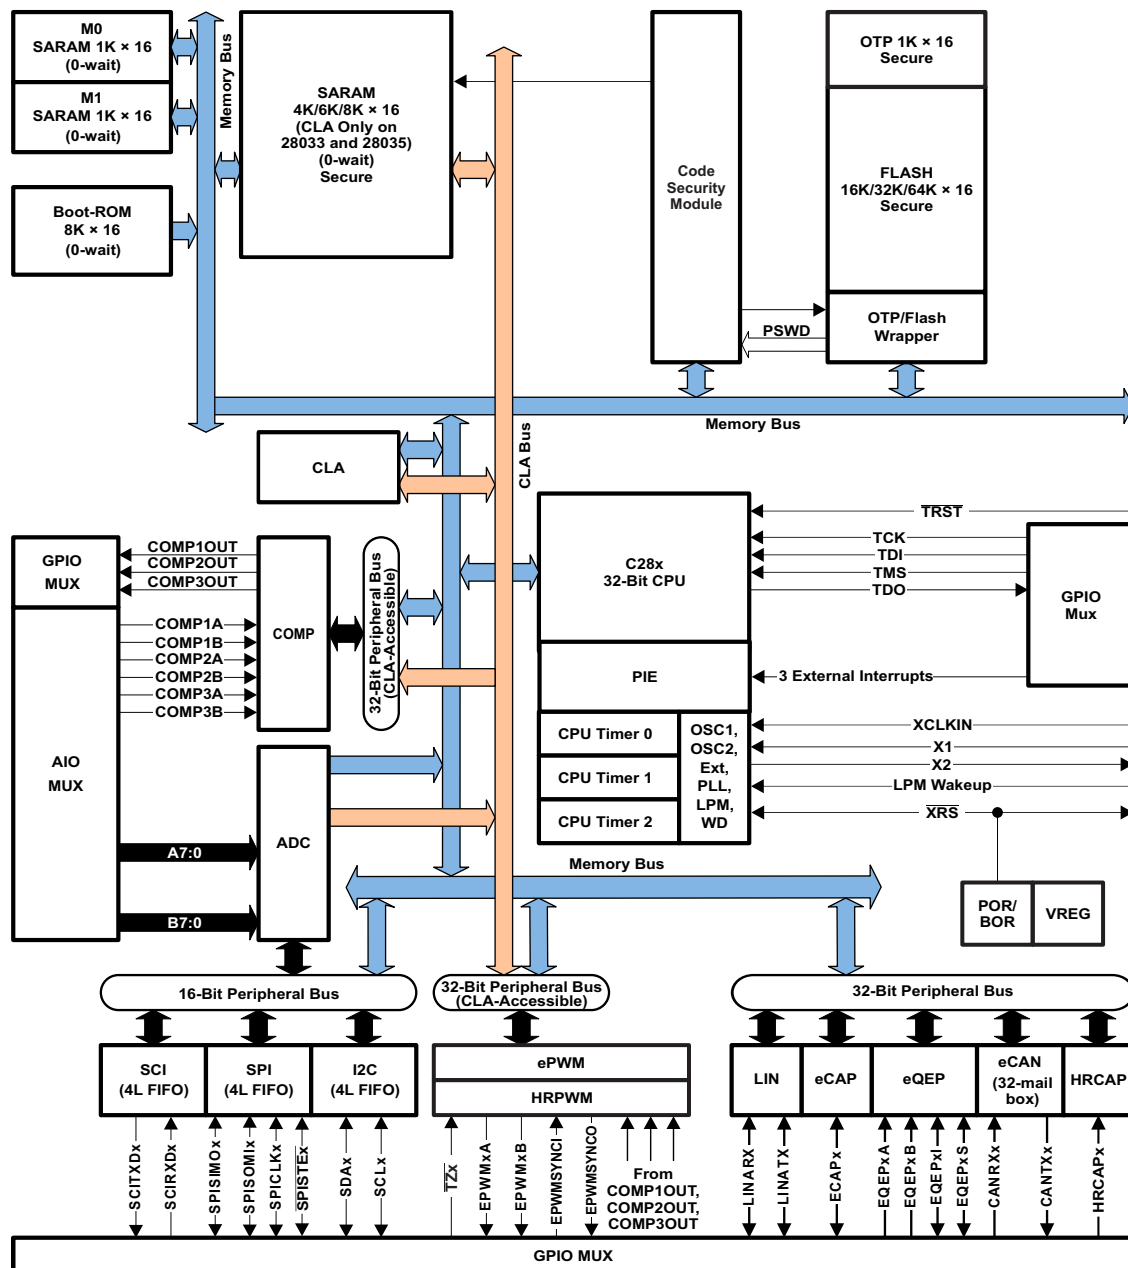 M0
SARAM 1K × 16
(0-wait)
M1
SARAM 1K × 16
(0-wait)
Boot-ROM
8K × 16
(0-wait)
Memory Bus
SARAM
4K/6K/8K × 16
(CLA Only on
28033 and 28035)
(0-wait)
Secure
Code
Security
Module
OTP 1K × 16
Secure
FLASH
16K/32K/64K × 16
Secure
OTP/Flash
Wrapper
PSWD
Memory Bus
CLA Bus
CLA
GPIO
MUX
COMP1OUT
COMP2OUT
COMP3OUT
COMP
COMP1A
COMP1B
COMP2A
COMP2B
COMP3A
COMP3B
AIO
MUX
A7:0
B7:0
ADC
32-Bit Peripheral Bus
(CLA-Accessible)
C28x
32-Bit CPU
PIE
CPU Timer 0
CPU Timer 1
CPU Timer 2
OSC1,
OSC2,
Ext,
PLL,
LPM,
WD
TRST
TCK
TDI
TMS
TDO
GPIO
Mux
3 External Interrupts
XCLKIN
X1
X2
LPM Wakeup
XRS
POR/
BOR
VREG
Memory Bus
16-Bit Peripheral Bus
32-Bit Peripheral Bus
(CLA-Accessible)
32-Bit Peripheral Bus
SCI
(4L FIFO)
SPI
(4L FIFO)
I2C
(4L FIFO)
ePWM
HRPWM
LIN
eCAP
eQEP
eCAN
(32-mail
box)
HRCAP
SCITXDx
SCIRXDx
SPISIMOx
SPISOMIx
SPICLKx
SPISTEx
SDAx
SCLx
TZx
EPWMxA
EPWMxB
EPWMSYNCI
EPWMSYNCO
From
COMP1OUT,
COMP2OUT,
COMP3OUT
LINARX
LINATX
ECAPx
EQEPxA
EQEPxB
EQEPxI
EQEPxS
CANRXx
CANTXx
HRCAPx
GPIO MUX